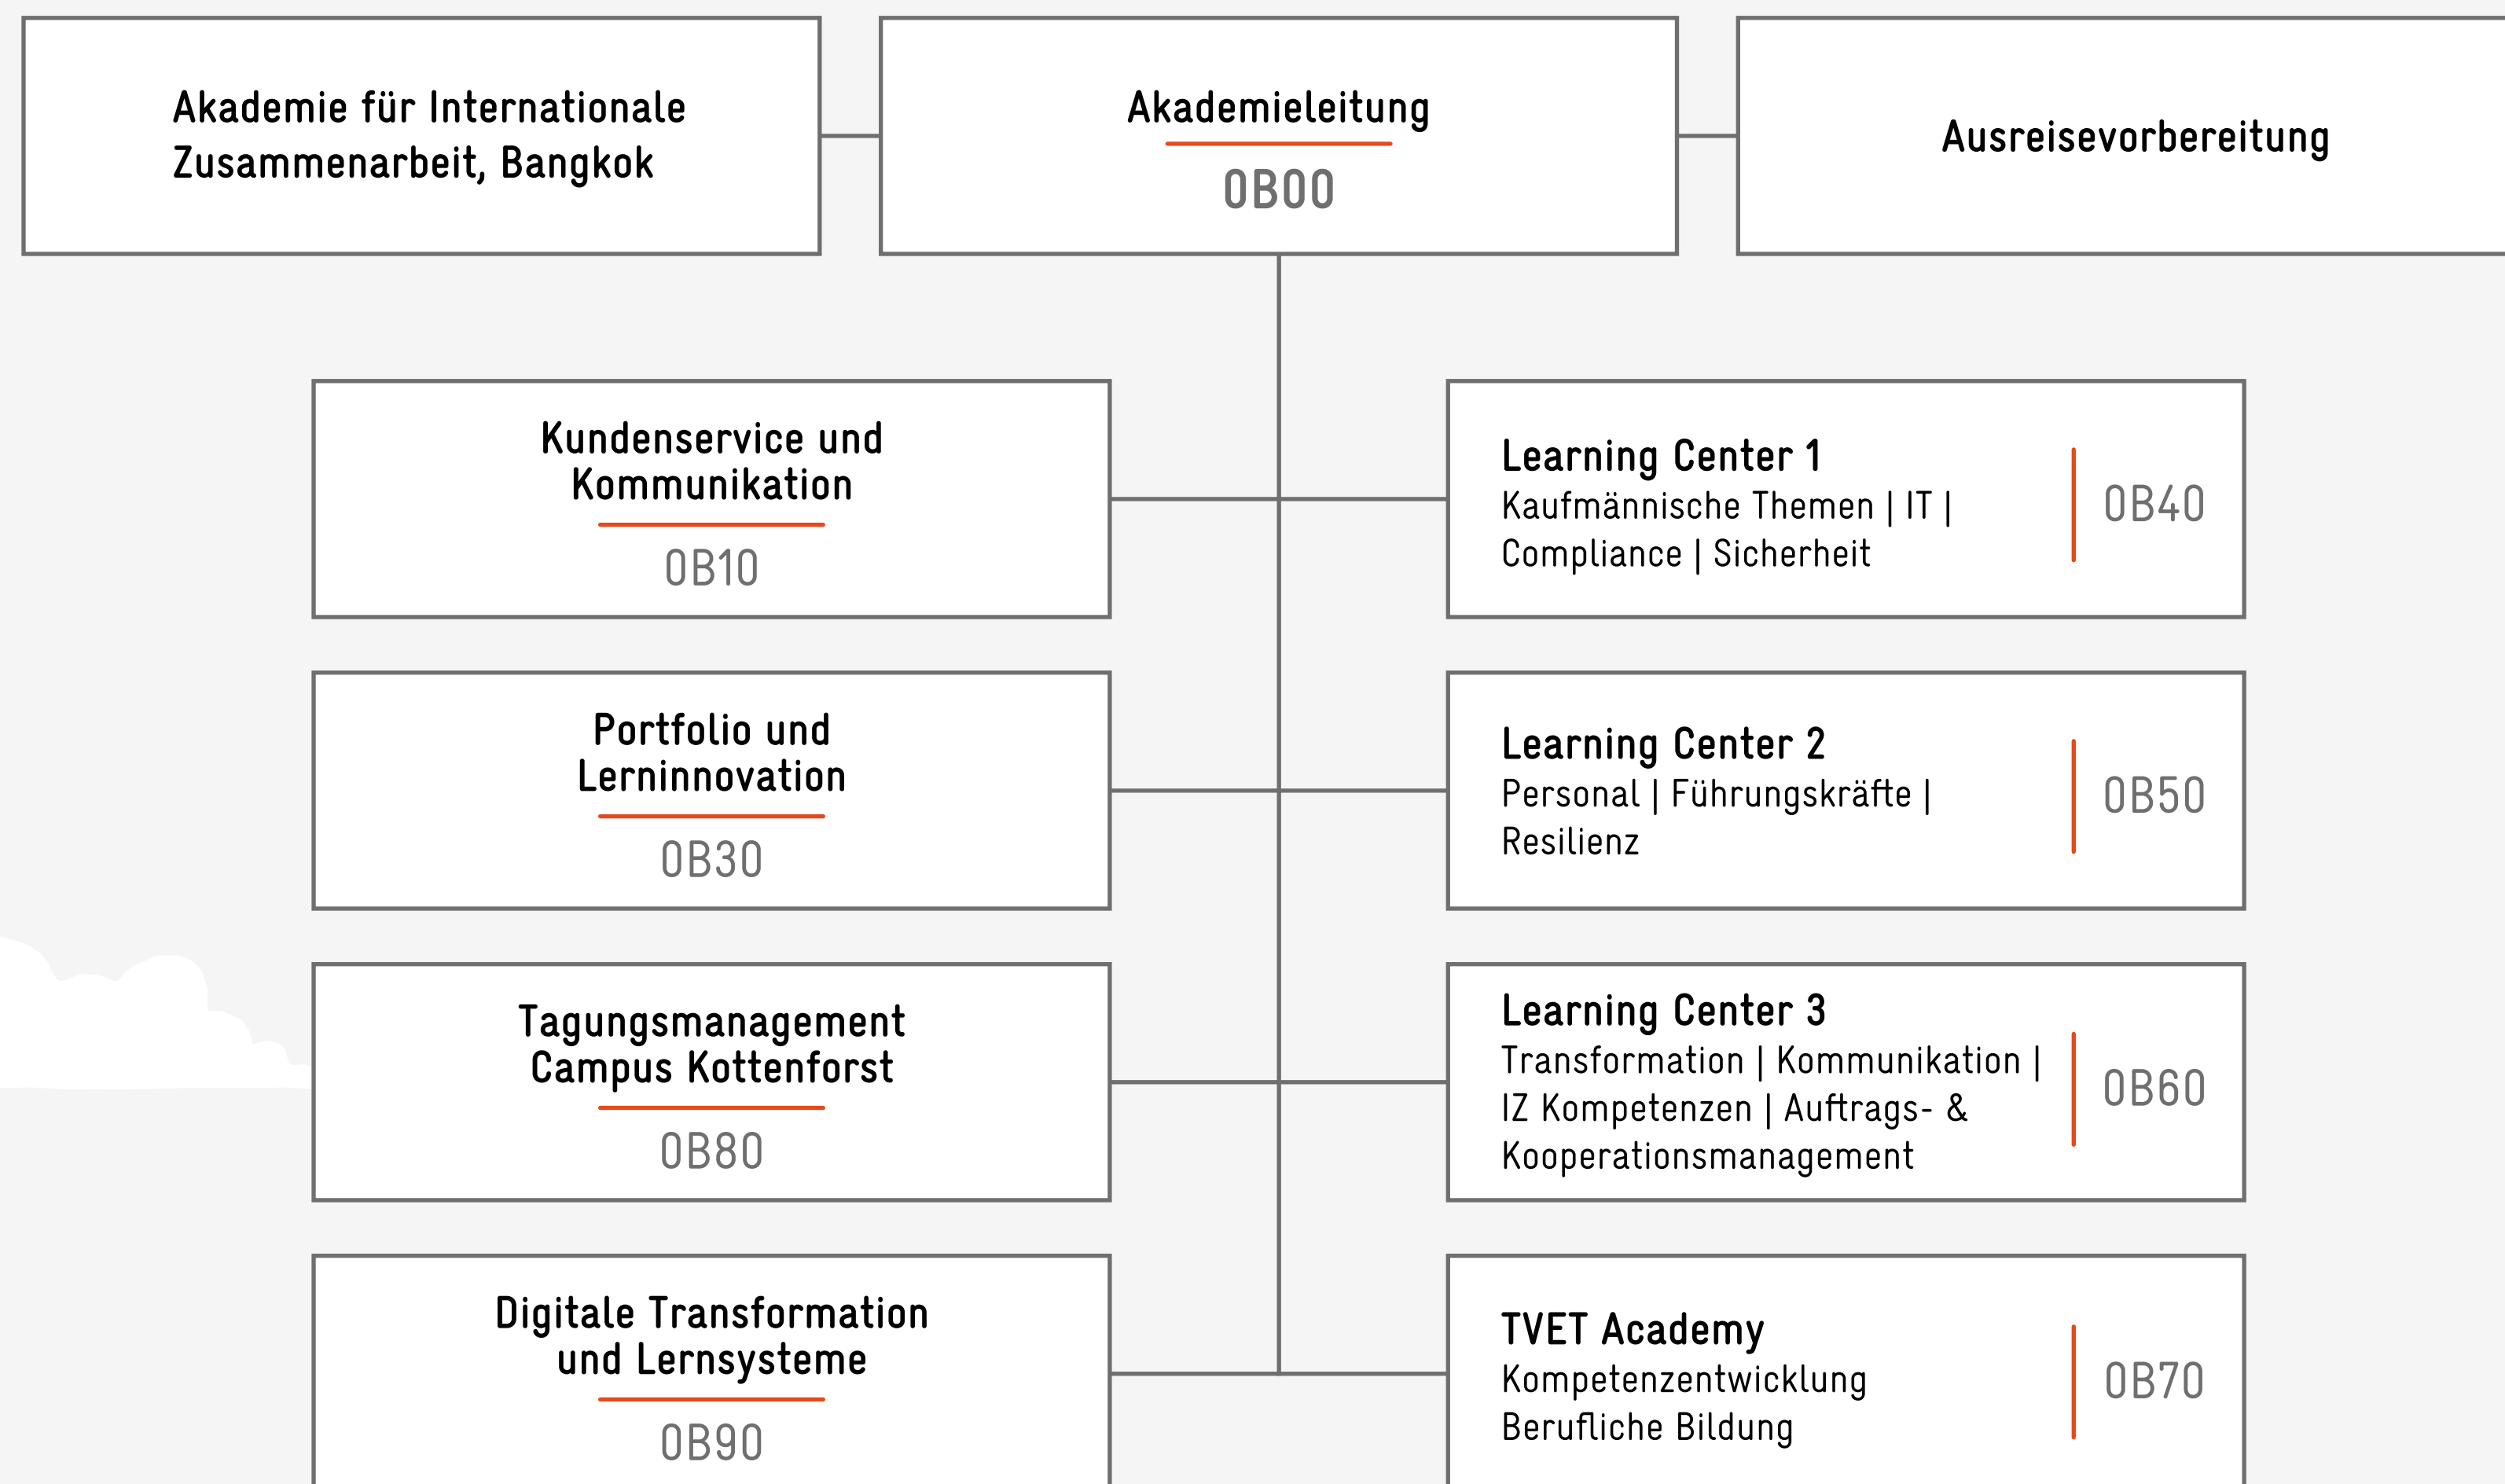 Akademie für Internationale
Zusammenarbeit, Bangkok
Akademieleitung
0B00
Ausreisevorbereitung
Kundenservice und
Kommunikation
0B10
Learning Center 1
Kaufmännische Themen | IT |
Compliance | Sicherheit
0B40
Portfolio und
Lerninnovation
0B30
Learning Center 2
Personal | Führungskräfte |
Resilienz
0B50
Tagungsmanagement
Campus Kottenforst
0B80
Learning Center 3
Transformation | Kommunikation |
IZ Kompetenzen | Auftrags- &
Kooperationsmanagement
0B60
Digitale Transformation
und Lernsysteme
0B90
TVET Academy
Kompetenzentwicklung
Berufliche Bildung
0B70